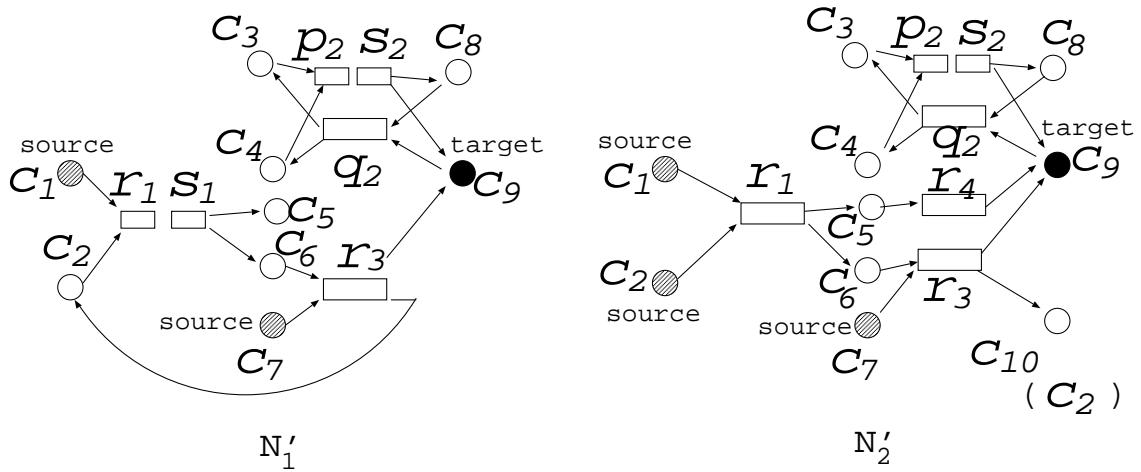 c3 p2 s2 c8
source c4 q2 target
c1 r1 s1 c9
c5
c2 c6 r3
source
c7
N1′
c3 p2 s2 c8
source c4 q2 target
c1 r1 r4 c9
c5
c2 c6 r3
source source
c7 c10
( c2 )
N2′